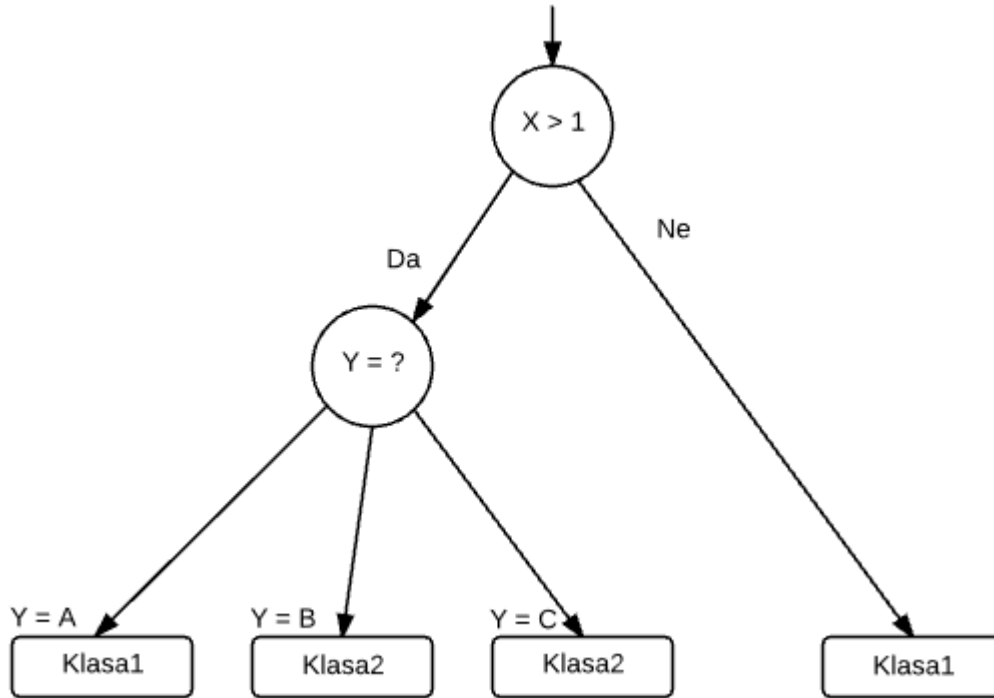 X > 1
Ne
Da
Y = ?
Y = A
Y = B
Y = C
Klasa1
Klasa2
Klasa2
Klasa1